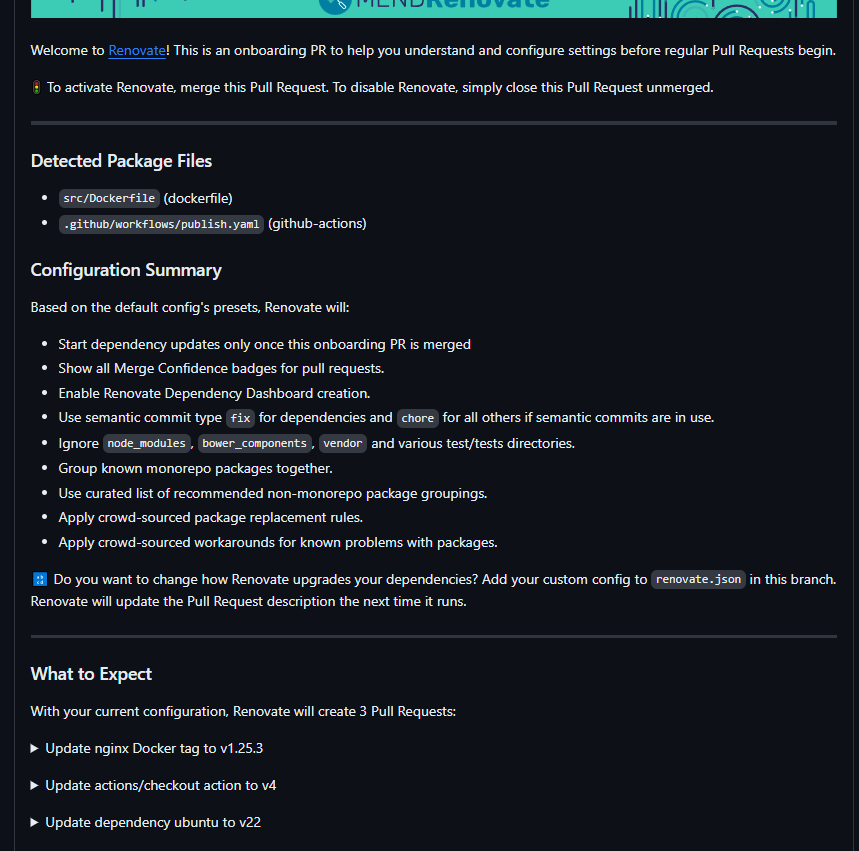 MEND Renovate
Welcome to Renovate! This is an onboarding PR to help you understand and configure settings before regular Pull Requests begin.
To activate Renovate, merge this Pull Request. To disable Renovate, simply close this Pull Request unmerged.
Detected Package Files
src/Dockerfile (dockerfile)
.github/workflows/publish.yaml (github-actions)
Configuration Summary
Based on the default config's presets, Renovate will:
Start dependency updates only once this onboarding PR is merged
Show all Merge Confidence badges for pull requests.
Enable Renovate Dependency Dashboard creation.
Use semantic commit type fix for dependencies and chore for all others if semantic commits are in use.
Ignore node_modules, bower_components, vendor and various test/tests directories.
Group known monorepo packages together.
Use curated list of recommended non-monorepo package groupings.
Apply crowd-sourced package replacement rules.
Apply crowd-sourced workarounds for known problems with packages.
Do you want to change how Renovate upgrades your dependencies? Add your custom config to renovate.json in this branch.
Renovate will update the Pull Request description the next time it runs.
What to Expect
With your current configuration, Renovate will create 3 Pull Requests:
Update nginx Docker tag to v1.25.3
Update actions/checkout action to v4
Update dependency ubuntu to v22